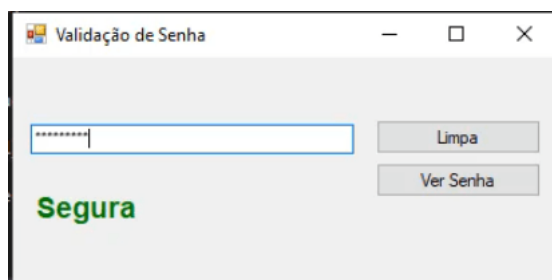 Validação de Senha
*********
Limpa
Ver Senha
Segura